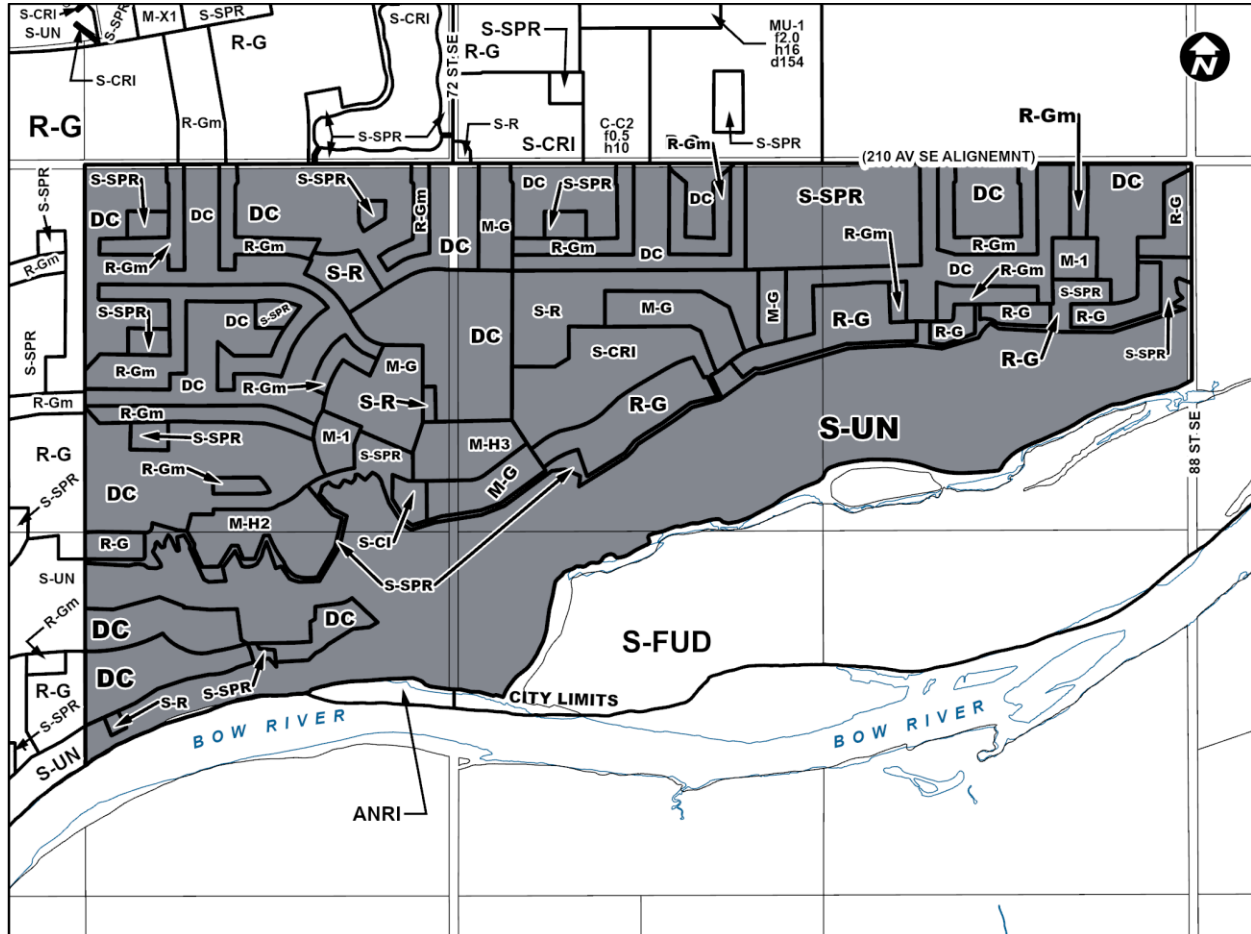 S-CRI
S-UN
S-SPR
M-X1
S-SPR
S-CRI
S-CRI
R-G
R-G
R-Gm
S-SPR
72 ST SE
S-SPR
R-G
S-R
S-CRI
MU-1
f2.0
h16
d154
C-C2
f0.5
h10
R-Gm
S-SPR
R-Gm
N
(210 AV SE ALIGNEMNT)
S-SPR
R-Gm
S-SPR
R-Gm
R-G
S-SPR
S-UN
R-Gm
R-G
S-SPR
S-UN
S-SPR
DC
DC
DC
S-SPR
R-Gm
R-Gm
R-Gm
S-R
DC
M-G
DC
S-SPR
R-Gm
DC
DC
S-SPR
R-Gm
DC
R-Gm
DC
R-G
M-1
S-SPR
DC
R-Gm
S-SPR
DC
S-SPR
R-Gm
DC
R-Gm
M-G
S-R
DC
S-R
M-G
M-G
S-CRI
R-G
R-G
R-G
R-G
R-G
R-G
S-SPR
R-Gm
S-SPR
R-Gm
DC
M-1
S-SPR
M-H3
M-G
S-UN
88 ST SE
M-H2
R-G
S-CI
S-SPR
DC
DC
DC
S-SPR
S-R
S-FUD
CITY LIMITS
BOW RIVER
BOW RIVER
ANRI